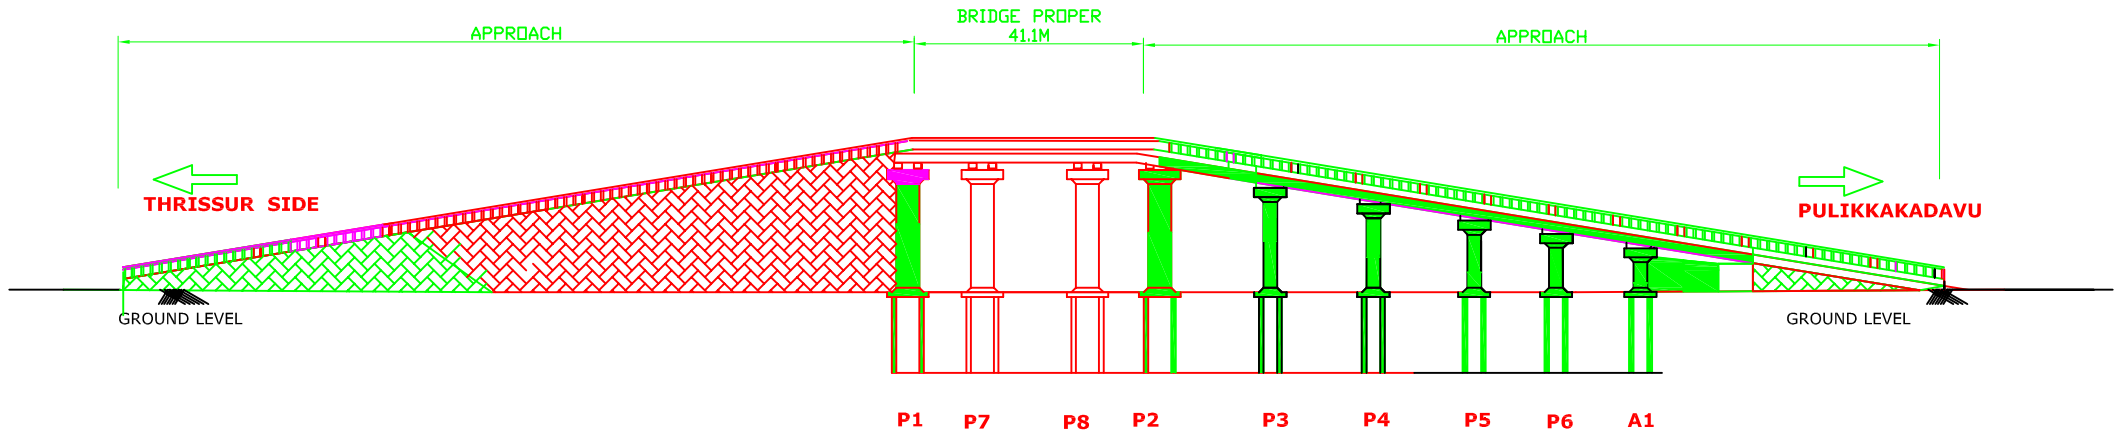 BRIDGE PROPER
APPROACH
41.1M
APPROACH
THRISSUR SIDE
PULIKKAKADAVU
GROUND LEVEL
GROUND LEVEL
P1 P7 P8 P2 P3 P4 P5 P6 A1